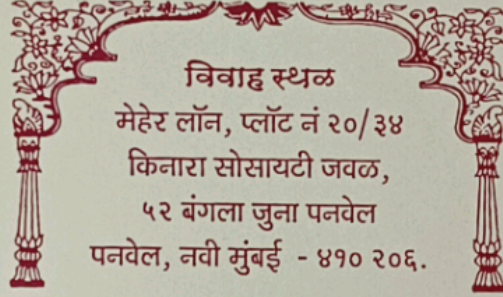 विवाह स्थळ
मेहेर लॉन, प्लॉट नं २०/३४
किनारा सोसायटी जवळ,
५२ बंगला जुना पनवेल
पनवेल, नवी मुंबई - ४१० २०६.